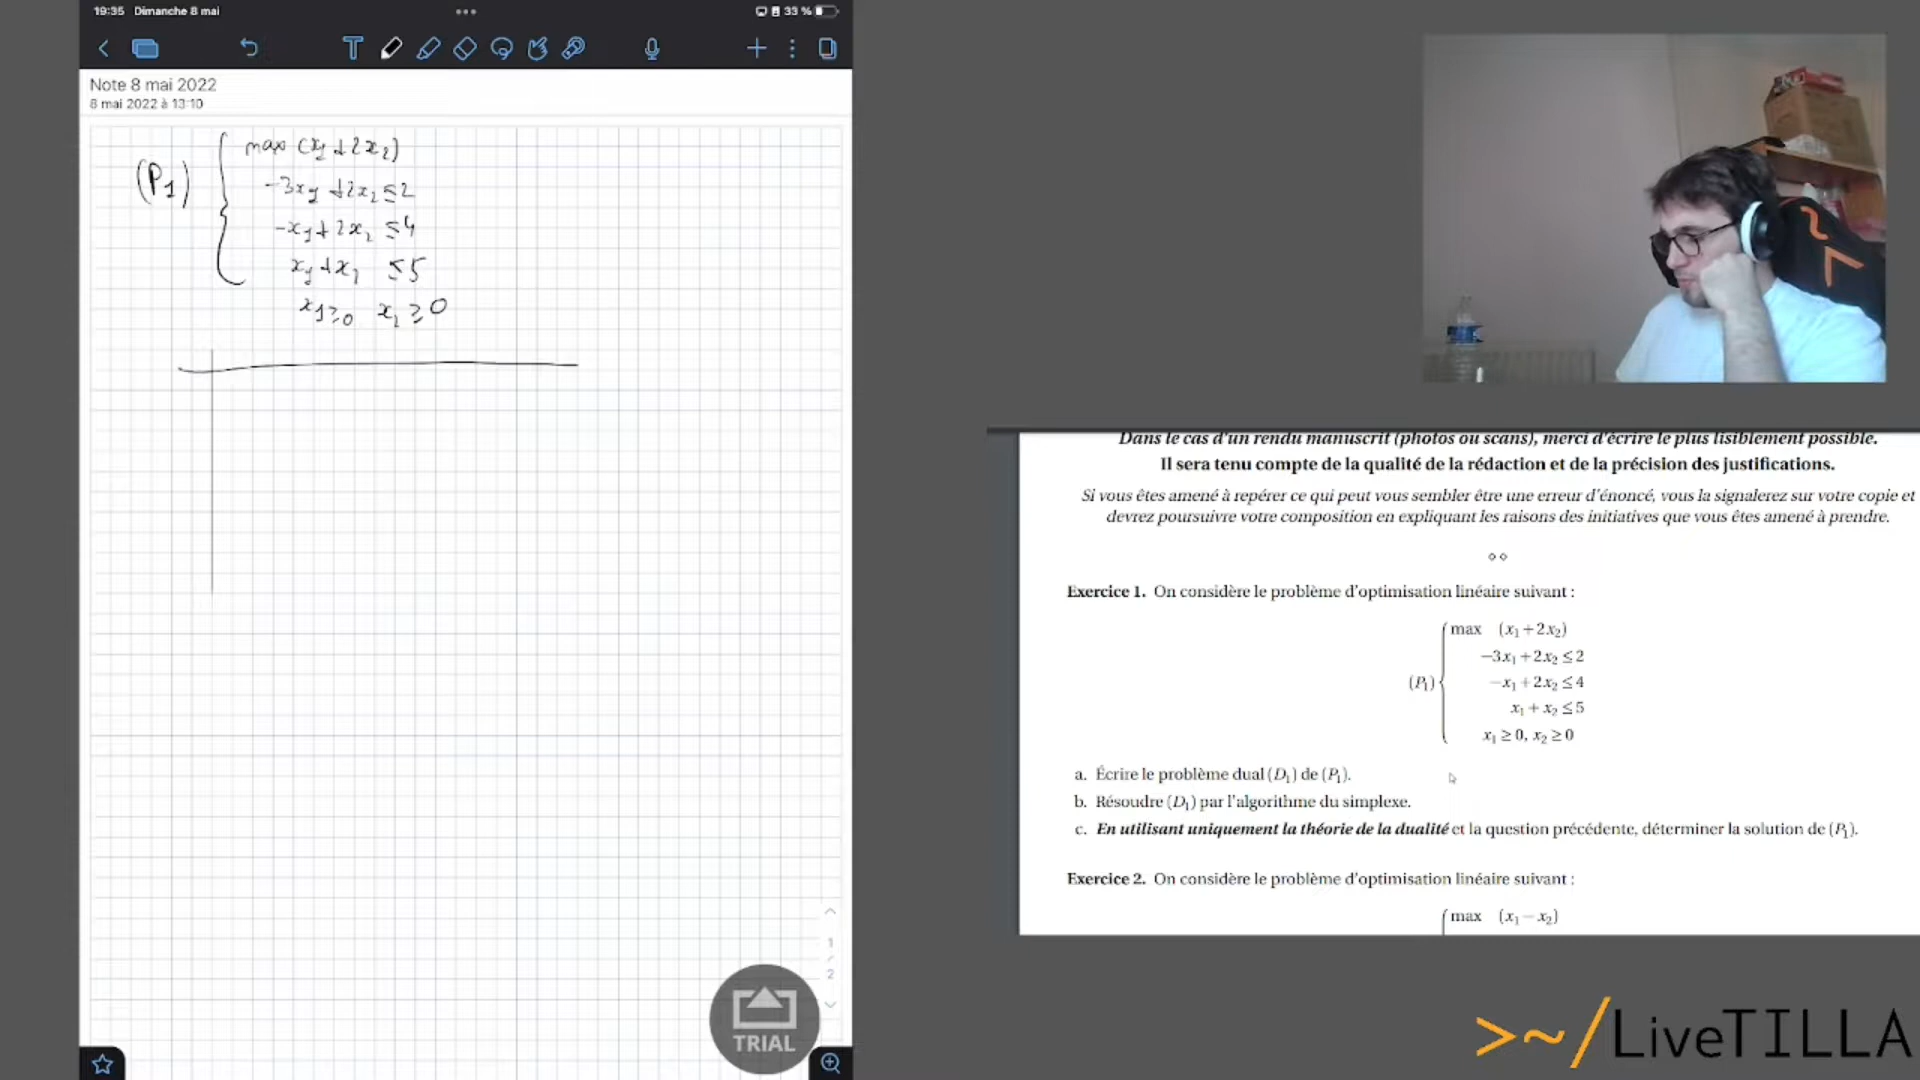 19:35 Dimanche 8 mai
33 %
Note 8 mai 2022
8 mai 2022 à 13:10
(P1)
max (x1 + 2x2)
-3x1 + 2x2 ≤ 2
-x1 + 2x2 ≤ 4
x1 + x2 ≤ 5
x1 ≥ 0 x2 ≥ 0
1
/
2
TRIAL
Dans le cas d'un rendu manuscrit (photos ou scans), merci d'écrire le plus lisiblement possible.
Il sera tenu compte de la qualité de la rédaction et de la précision des justifications.
Si vous êtes amené à repérer ce qui peut vous sembler être une erreur d'énoncé, vous la signalerez sur votre copie et
devrez poursuivre votre composition en expliquant les raisons des initiatives que vous êtes amené à prendre.
Exercice 1. On considère le problème d'optimisation linéaire suivant :
max (x1 + 2x2)
−3x1 + 2x2 ≤ 2
(P1)
−x1 + 2x2 ≤ 4
x1 + x2 ≤ 5
x1 ≥ 0, x2 ≥ 0
a. Écrire le problème dual (D1) de (P1).
b. Résoudre (D1) par l'algorithme du simplexe.
c. En utilisant uniquement la théorie de la dualité et la question précédente, déterminer la solution de (P1).
Exercice 2. On considère le problème d'optimisation linéaire suivant :
max (x1 − x2)
>~/LiveTILLA